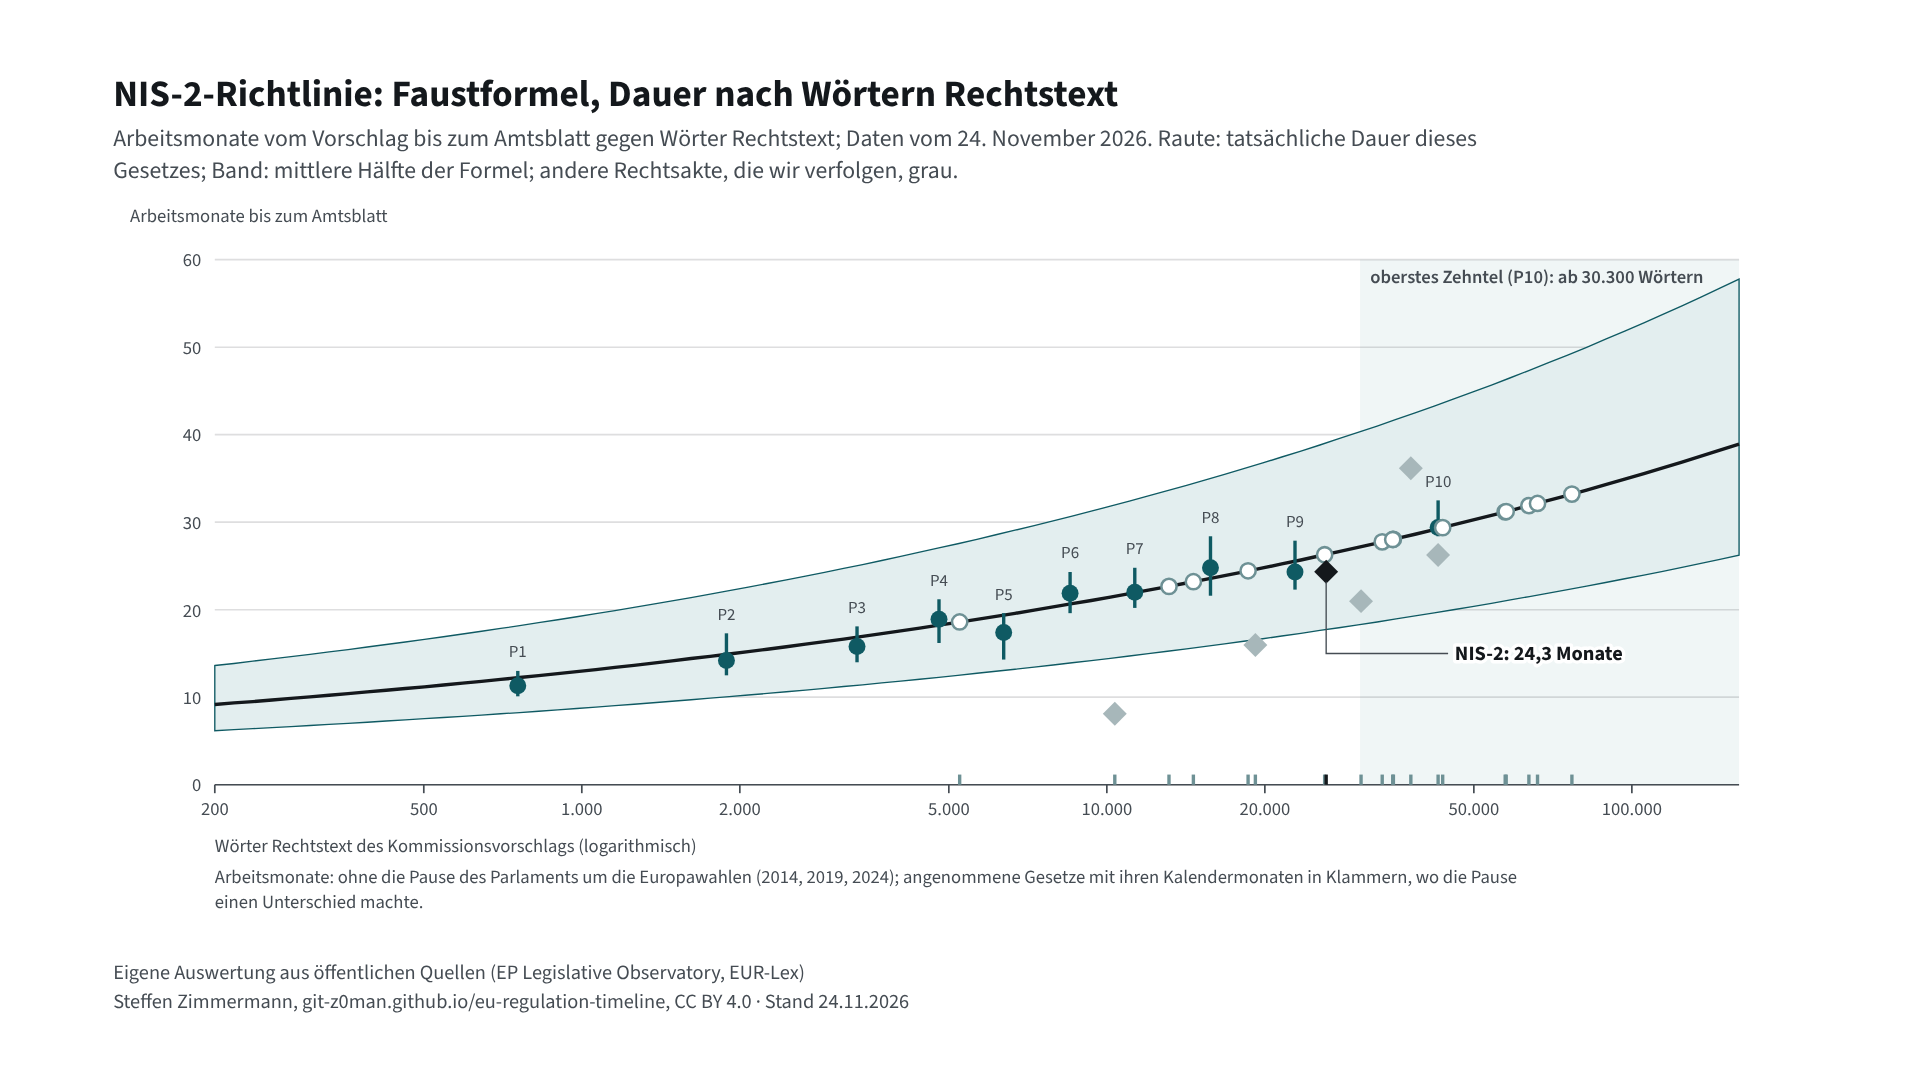 NIS-2-Richtlinie: Faustformel, Dauer nach Wörtern Rechtstext
Arbeitsmonate vom Vorschlag bis zum Amtsblatt gegen Wörter Rechtstext; Daten vom 24. November 2026. Raute: tatsächliche Dauer dieses
Gesetzes; Band: mittlere Hälfte der Formel; andere Rechtsakte, die wir verfolgen, grau.
Arbeitsmonate bis zum Amtsblatt
60
oberstes Zehntel (P10): ab 30.300 Wörtern
50
40
P10
30
P8
P9
P7
P6
P4
P5
P3
P2
20
P1
NIS-2: 24,3 Monate
10
0
200 500 1.000 2.000 5.000 10.000 20.000 50.000 100.000
Wörter Rechtstext des Kommissionsvorschlags (logarithmisch)
Arbeitsmonate: ohne die Pause des Parlaments um die Europawahlen (2014, 2019, 2024); angenommene Gesetze mit ihren Kalendermonaten in Klammern, wo die Pause
einen Unterschied machte.
Eigene Auswertung aus öffentlichen Quellen (EP Legislative Observatory, EUR-Lex)
Steffen Zimmermann, git-z0man.github.io/eu-regulation-timeline, CC BY 4.0 · Stand 24.11.2026